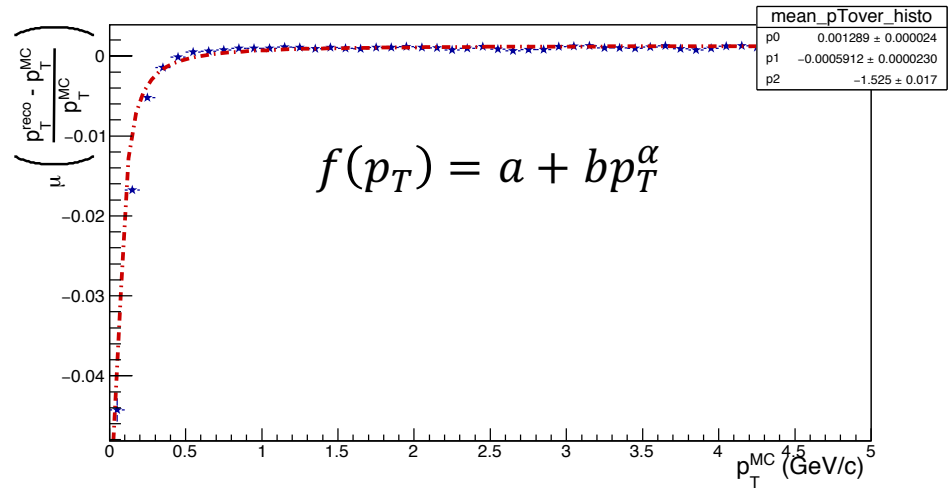 mean_pTover_histo
p0 0.001289 ± 0.000024
p1 −0.0005912 ± 0.0000230
p2 −1.525 ± 0.017
μ ( p_T^reco - p_T^MC / p_T^MC )
0
−0.01
−0.02
−0.03
−0.04
f(p_T) = a + bp_T^α
0 0.5 1 1.5 2 2.5 3 3.5 4 4.5 5
p_T^MC (GeV/c)